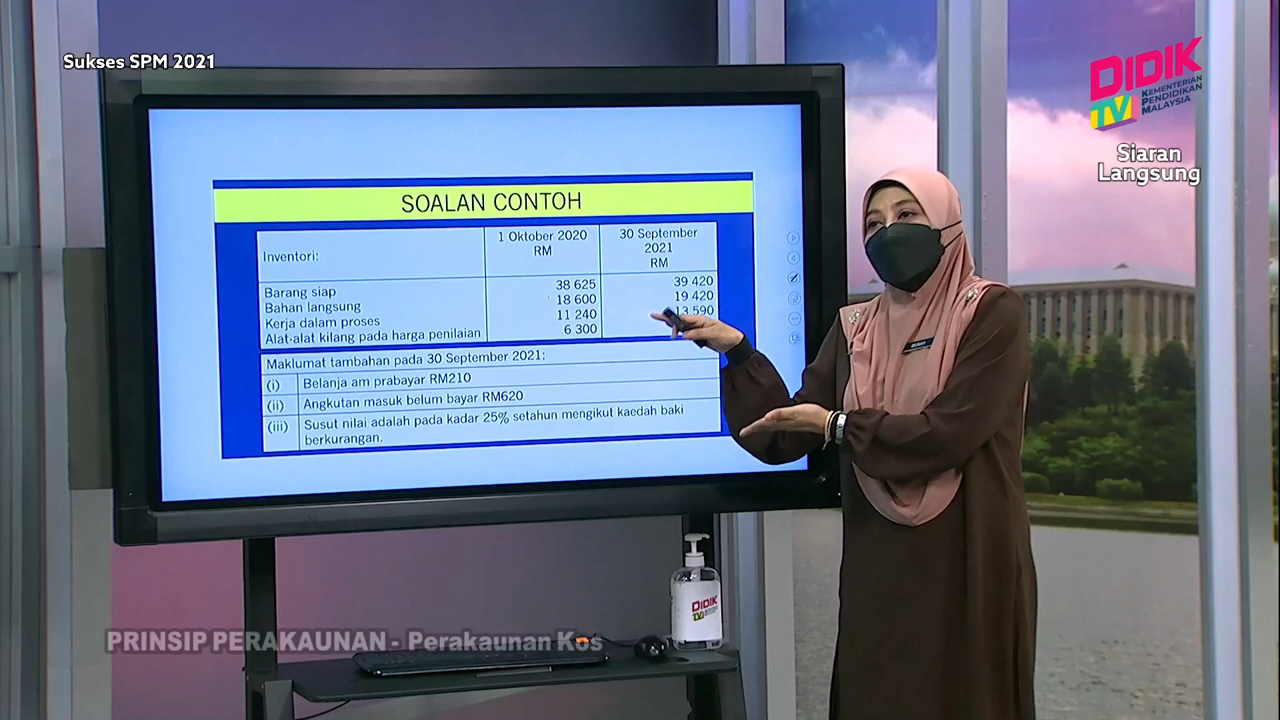 Sukses SPM 2021
DIDIK
TV
KEMENTERIAN
PENDIDIKAN
MALAYSIA
Siaran
Langsung
SOALAN CONTOH
Inventori:
1 Oktober 2020
RM
30 September
2021
RM
Barang siap 38 625 39 420
Bahan langsung 18 600 19 420
Kerja dalam proses 11 240 13 590
Alat-alat kilang pada harga penilaian 6 300
Maklumat tambahan pada 30 September 2021:
(i) Belanja am prabayar RM210
(ii) Angkutan masuk belum bayar RM620
(iii) Susut nilai adalah pada kadar 25% setahun mengikut kaedah baki
berkurangan.
DIDIK
TV
PRINSIP PERAKAUNAN - Perakaunan Kos